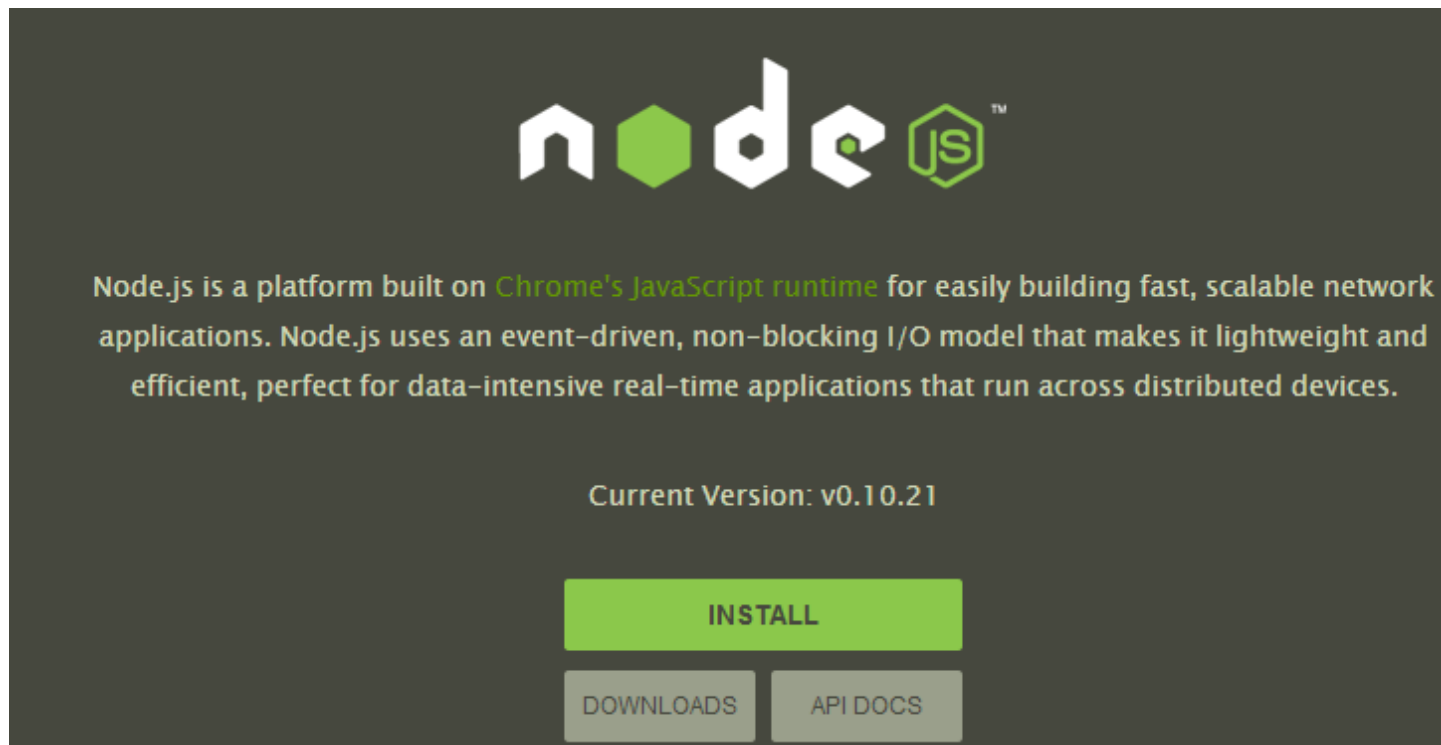 node JS™
Node.js is a platform built on Chrome's JavaScript runtime for easily building fast, scalable network
applications. Node.js uses an event-driven, non-blocking I/O model that makes it lightweight and
efficient, perfect for data-intensive real-time applications that run across distributed devices.
Current Version: v0.10.21
INSTALL
DOWNLOADS API DOCS